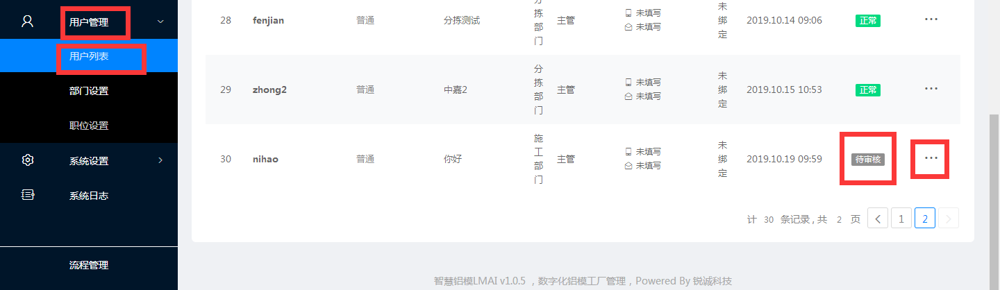 用户管理
用户列表
部门设置
职位设置
系统设置
系统日志
流程管理
28 fenjian 普通 分拣测试 分拣部门 主管 未填写 未填写 未绑定 2019.10.14 09:06 正常 ···
29 zhong2 普通 中嘉2 分拣部门 主管 未填写 未填写 未绑定 2019.10.15 10:53 正常 ···
30 nihao 普通 你好 施工部门 主管 未填写 未填写 未绑定 2019.10.19 09:59 待审核 ···
计 30 条记录 , 共 2 页 < 1 2 >
智慧铝模LMAI v1.0.5 ，数字化铝模工厂管理，Powered By 锐诚科技